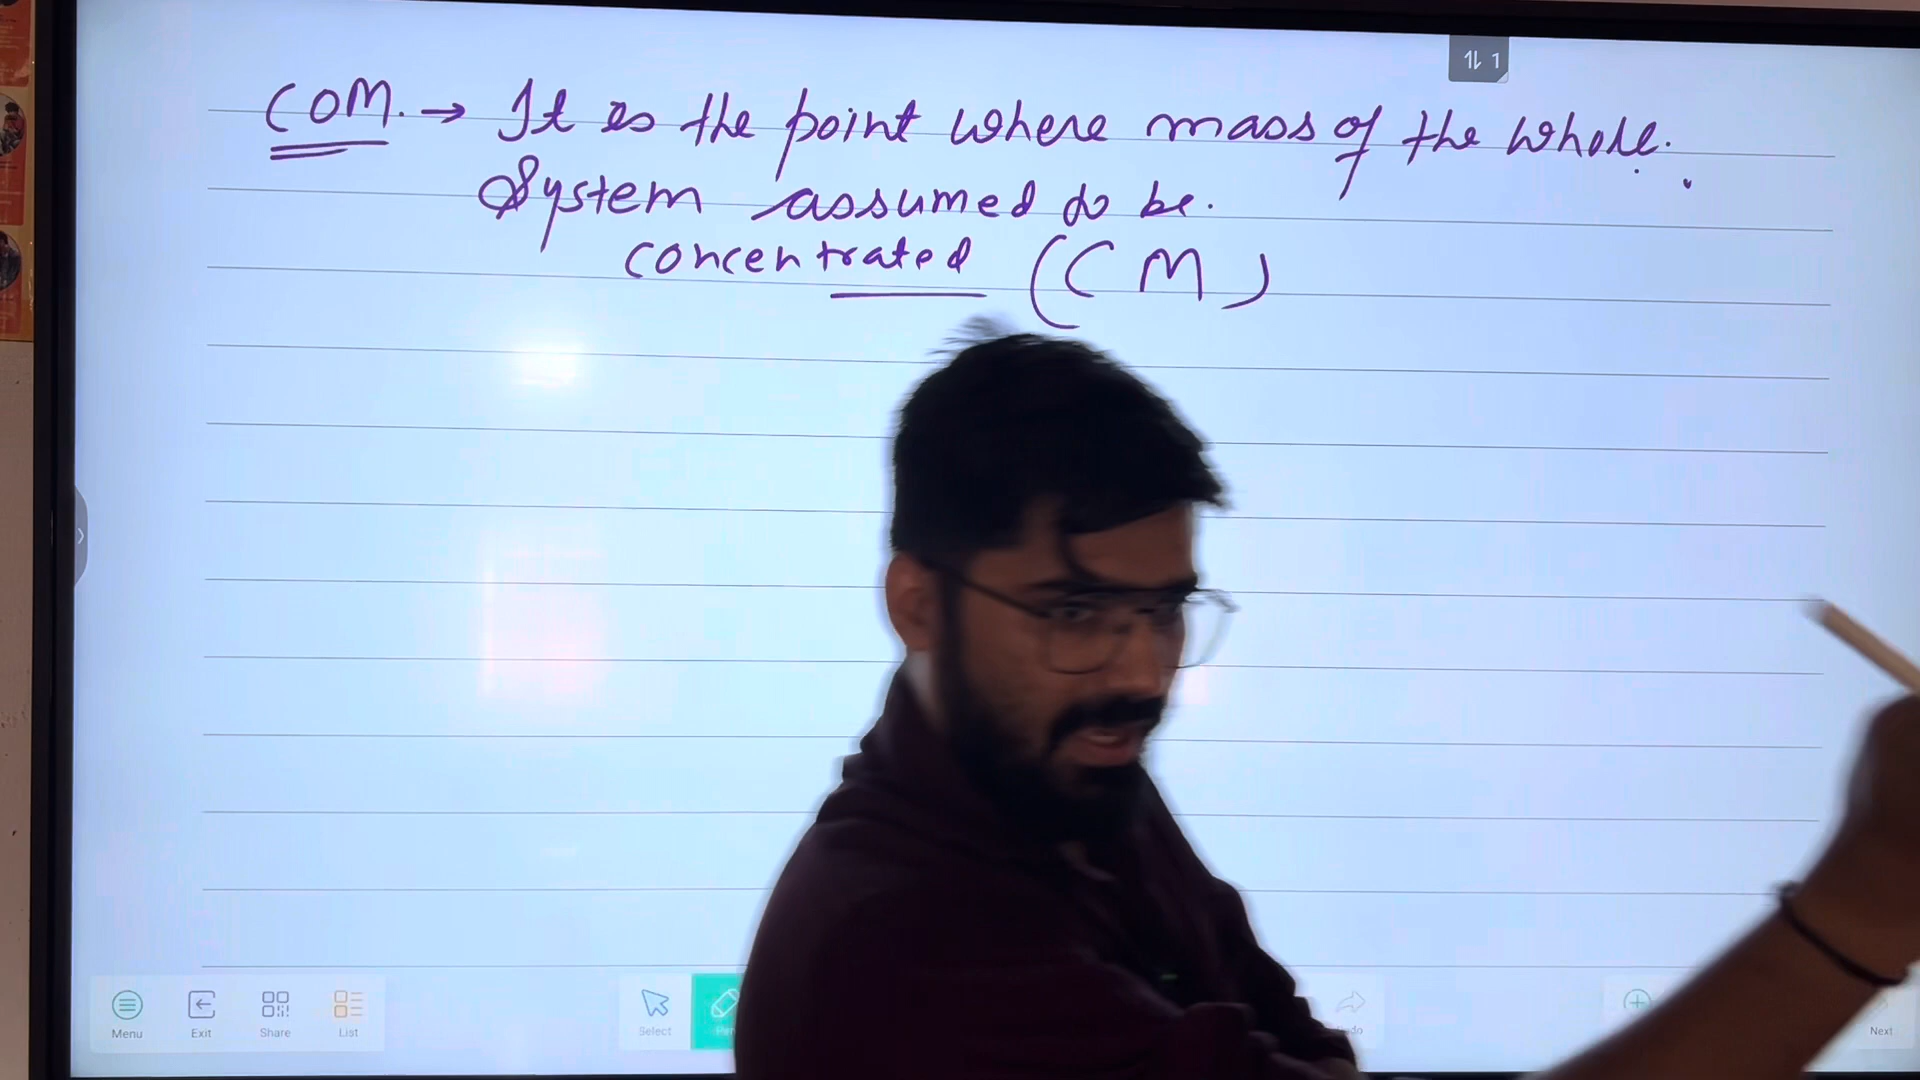 COM. → It is the point where mass of the whole.
System assumed to be.
concentrated (CM)
1
Menu
Exit
Share
List
Select
Next